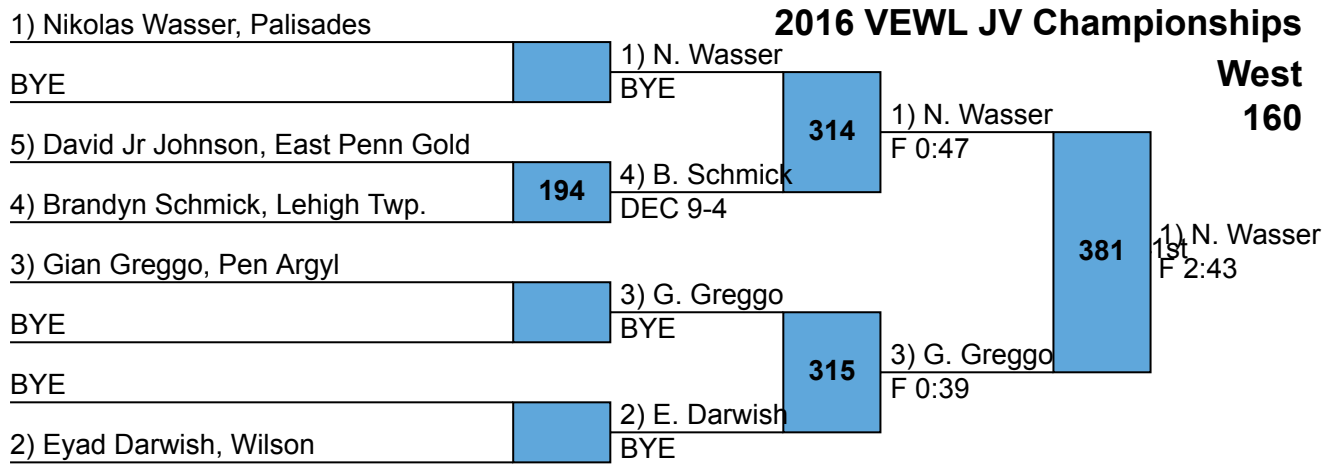 2016 VEWL JV Championships
West
160
1) Nikolas Wasser, Palisades
BYE
5) David Jr Johnson, East Penn Gold
4) Brandyn Schmick, Lehigh Twp.
3) Gian Greggo, Pen Argyl
BYE
BYE
2) Eyad Darwish, Wilson
194
1) N. Wasser
BYE
4) B. Schmick
DEC 9-4
3) G. Greggo
BYE
2) E. Darwish
BYE
314
315
1) N. Wasser
F 0:47
3) G. Greggo
F 0:39
381
1st
1) N. Wasser
F 2:43